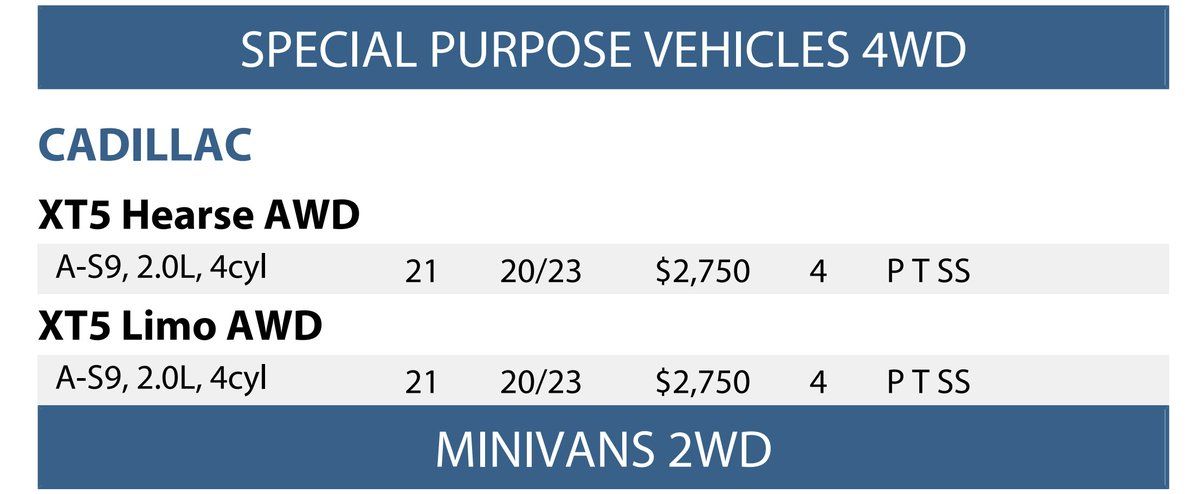 SPECIAL PURPOSE VEHICLES 4WD
CADILLAC
XT5 Hearse AWD
A-S9, 2.0L, 4cyl 21 20/23 $2,750 4 P T SS
XT5 Limo AWD
A-S9, 2.0L, 4cyl 21 20/23 $2,750 4 P T SS
MINIVANS 2WD